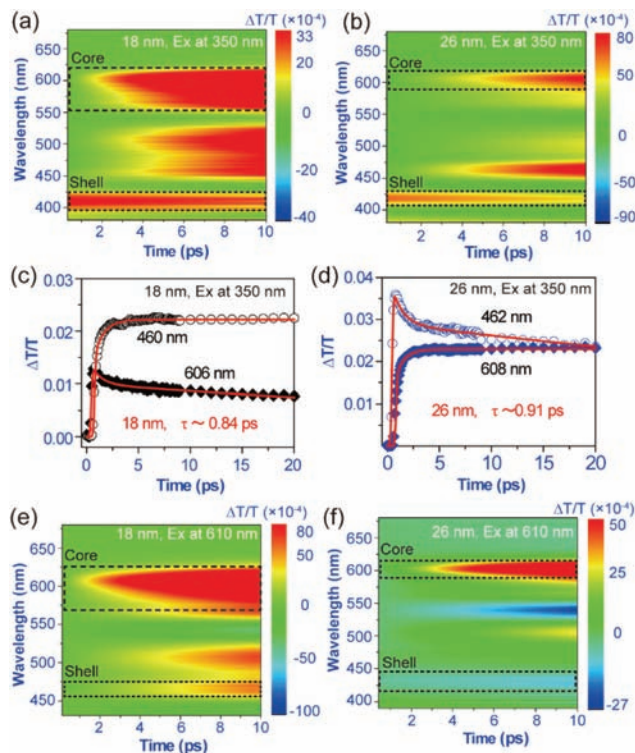 (a)
18 nm, Ex at 350 nm
ΔT/T (×10⁻⁴)
Core
Shell
Wavelength (nm)
650
600
550
500
450
400
2 4 6 8 10
Time (ps)
33
20
0
-20
-40
(b)
26 nm, Ex at 350 nm
ΔT/T (×10⁻⁴)
Core
Shell
Wavelength (nm)
650
600
550
500
450
400
2 4 6 8 10
Time (ps)
80
60
30
0
-30
-60
-90
(c)
18 nm, Ex at 350 nm
460 nm
606 nm
18 nm, τ ~ 0.84 ps
ΔT/T
0.03
0.02
0.01
0.00
0 5 10 15 20
Time (ps)
(d)
26 nm, Ex at 350 nm
462 nm
608 nm
26 nm, τ ~0.91 ps
ΔT/T
0.04
0.03
0.02
0.01
0.0
0 5 10 15 20
Time (ps)
(e)
18 nm, Ex at 610 nm
ΔT/T (×10⁻⁴)
Core
Shell
Wavelength (nm)
650
600
550
500
450
2 4 6 8 10
Time (ps)
80
50
0
-50
-100
(f)
26 nm, Ex at 610 nm
ΔT/T (×10⁻⁴)
Core
Shell
Wavelength (nm)
650
600
550
500
450
400
2 4 6 8 10
Time (ps)
50
25
0
-27